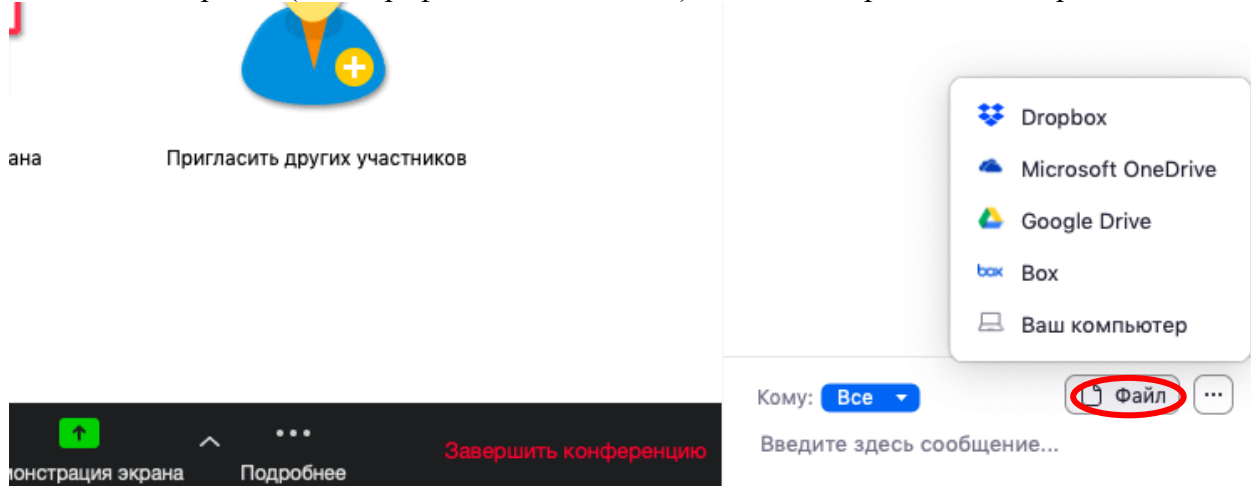 ана
Пригласить других участников
Dropbox
Microsoft OneDrive
Google Drive
box Box
Ваш компьютер
Кому: Все
Файл
Введите здесь сообщение...
Завершить конференцию
монстрация экрана
Подробнее